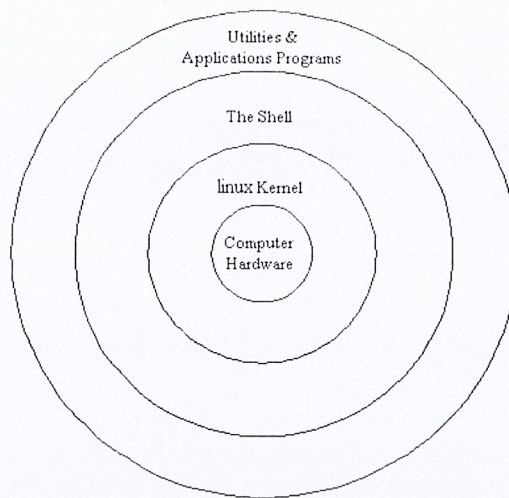 Utilities &
Applications Programs
The Shell
linux Kernel
Computer
Hardware